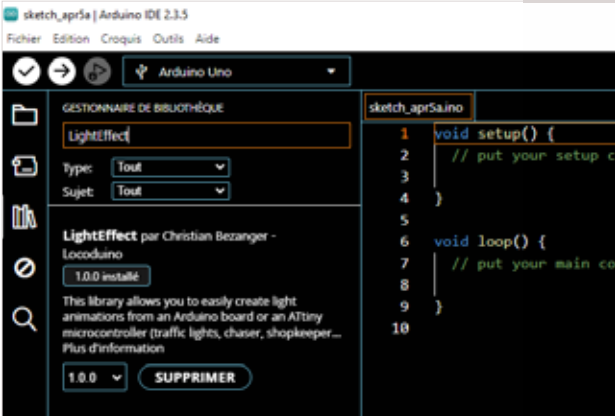 sketch_apr5a | Arduino IDE 2.3.5
Fichier Edition Croquis Outils Aide
Arduino Uno
GESTIONNAIRE DE BIBLIOTHÈQUE
LightEffect
Type: Tout
Sujet: Tout
LightEffect par Christian Bezanger -
Locoduino
1.0.0 installé
This library allows you to easily create light
animations from an Arduino board or an ATtiny
microcontroller (traffic lights, chaser, shopkeeper...
Plus d'information
1.0.0 SUPPRIMER
sketch_apr5a.ino
1 void setup() {
2 // put your setup c
3
4 }
5
6 void loop() {
7 // put your main co
8
9 }
10